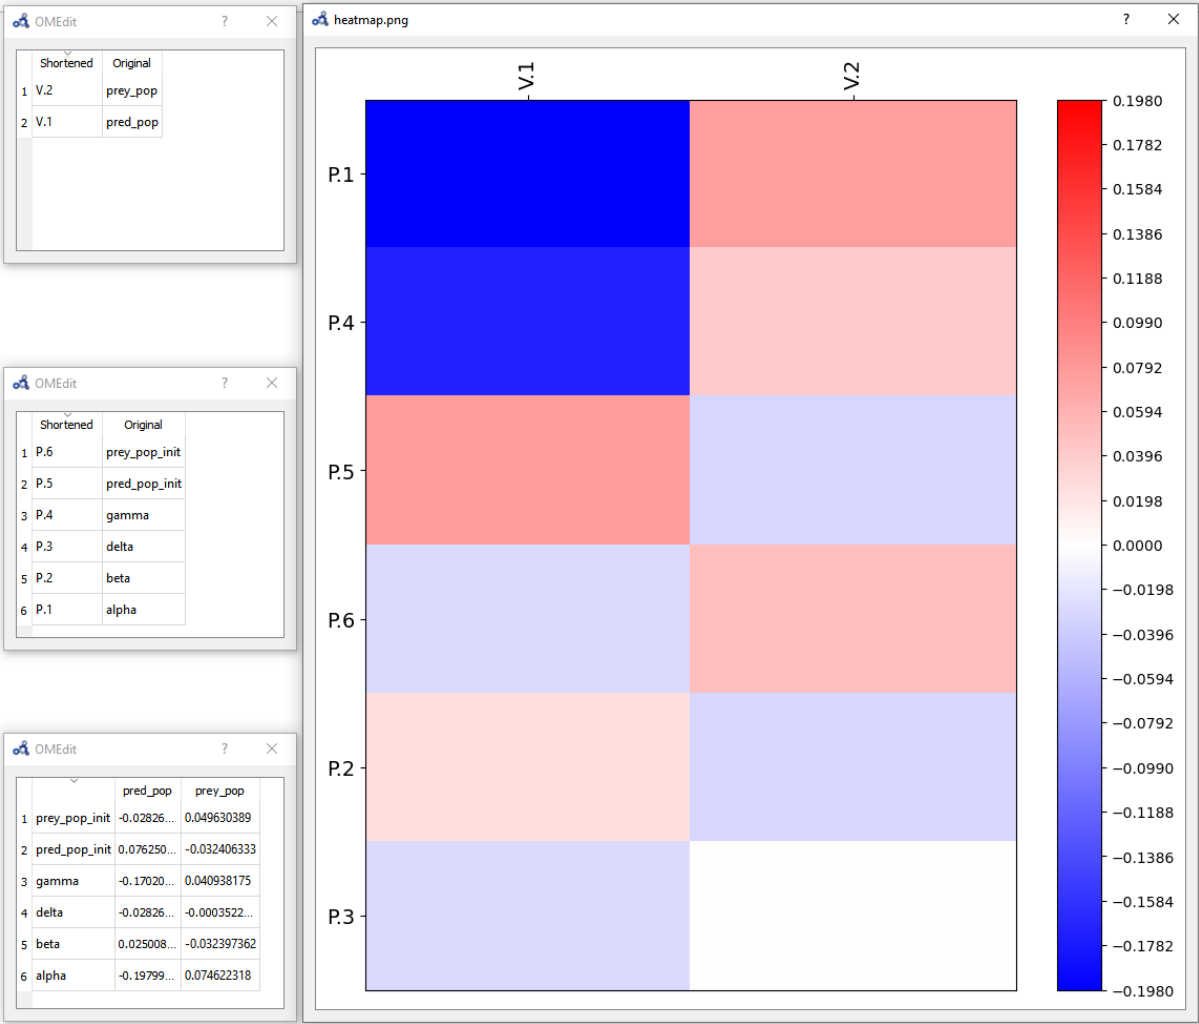 OMEdit ? ×
Shortened Original
1 V.2 prey_pop
2 V.1 pred_pop
OMEdit ? ×
Shortened Original
1 P.6 prey_pop_init
2 P.5 pred_pop_init
3 P.4 gamma
4 P.3 delta
5 P.2 beta
6 P.1 alpha
OMEdit ? ×
pred_pop prey_pop
1 prey_pop_init -0.02826... 0.049630389
2 pred_pop_init 0.076250... -0.032406333
3 gamma -0.17020... 0.040938175
4 delta -0.02826... -0.0003522...
5 beta 0.025008... -0.032397362
6 alpha -0.19799... 0.074622318
heatmap.png ? ×
V.1 V.2
P.1
P.4
P.5
P.6
P.2
P.3
0.1980
0.1782
0.1584
0.1386
0.1188
0.0990
0.0792
0.0594
0.0396
0.0198
0.0000
−0.0198
−0.0396
−0.0594
−0.0792
−0.0990
−0.1188
−0.1386
−0.1584
−0.1782
−0.1980